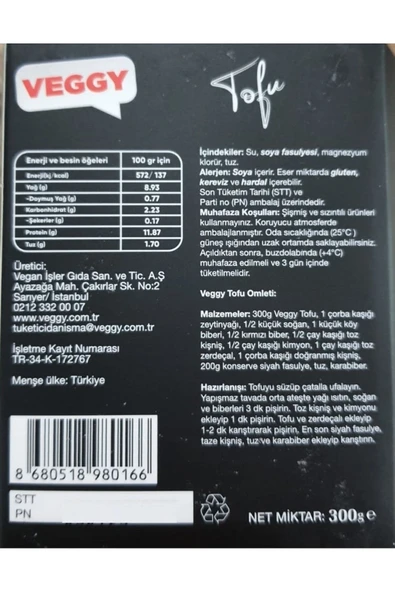 VEGGY
Tofu
Enerji ve besin öğeleri 100 gr için
Enerji(kj/kcal) 572/ 137
Yağ (g) 8.93
-Doymuş Yağ (g) 0.77
Karbonhidrat (g) 2.23
-Şekerler (g) 0.17
Protein (g) 11.87
Tuz (g) 1.70
Üretici:
Vegan İşler Gıda San. ve Tic. A.Ş
Ayazağa Mah. Çakırlar Sk. No:2
Sarıyer/ İstanbul
0212 332 00 07
www.veggy.com.tr
tuketicidanisma@veggy.com.tr
İşletme Kayıt Numarası
TR-34-K-172767
Menşe ülke: Türkiye
8 680518 980166
STT
PN
İçindekiler: Su, soya fasulyesi, magnezyum
klorür, tuz.
Alerjen: Soya içerir. Eser miktarda gluten,
kereviz ve hardal içerebilir.
Son Tüketim Tarihi (STT) ve
Parti no (PN) ambalaj üzerindedir.
Muhafaza Koşulları: Şişmiş ve sızıntılı ürünleri
kullanmayınız. Koruyucu atmosferde
ambalajlanmıştır. Oda sıcaklığında (25°C )
güneş ışığından uzak ortamda saklayabilirsiniz.
Açıldıktan sonra, buzdolabında (+4°C)
muhafaza edilmeli ve 3 gün içinde
tüketilmelidir.
Veggy Tofu Omleti:
Malzemeler: 300g Veggy Tofu, 1 çorba kaşığı
zeytinyağı, 1/2 küçük soğan, 1 küçük köy
biberi, 1/2 kırmızı biber, 1/2 çay kaşığı toz
kişniş, 1/2 çay kaşığı kimyon, 1 çay kaşığı toz
zerdeçal, 1 çorba kaşığı doğranmış kişniş,
200g konserve siyah fasulye, tuz, karabiber.
Hazırlanışı: Tofuyu süzüp çatalla ufalayın.
Yapışmaz tavada orta ateşte yağı ısıtın, soğan
ve biberleri 3 dk pişirin. Toz kişniş ve kimyonu
ekleyip 1 dk pişirin. Tofu ve zerdeçalı ekleyip
1-2 dk karıştırarak pişirin. En son siyah fasulye,
taze kişniş, tuz ve karabiber ekleyip karıştırın.
NET MİKTAR: 300g e